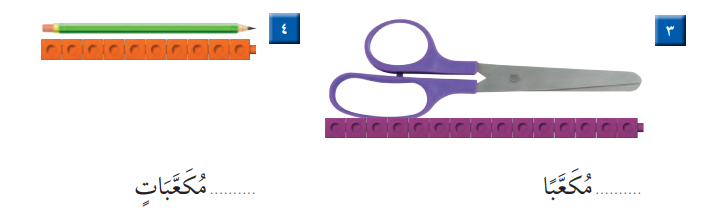 ٣
٤
.......... مُكَعَّبًا
.......... مُكَعَّبَاتٍ